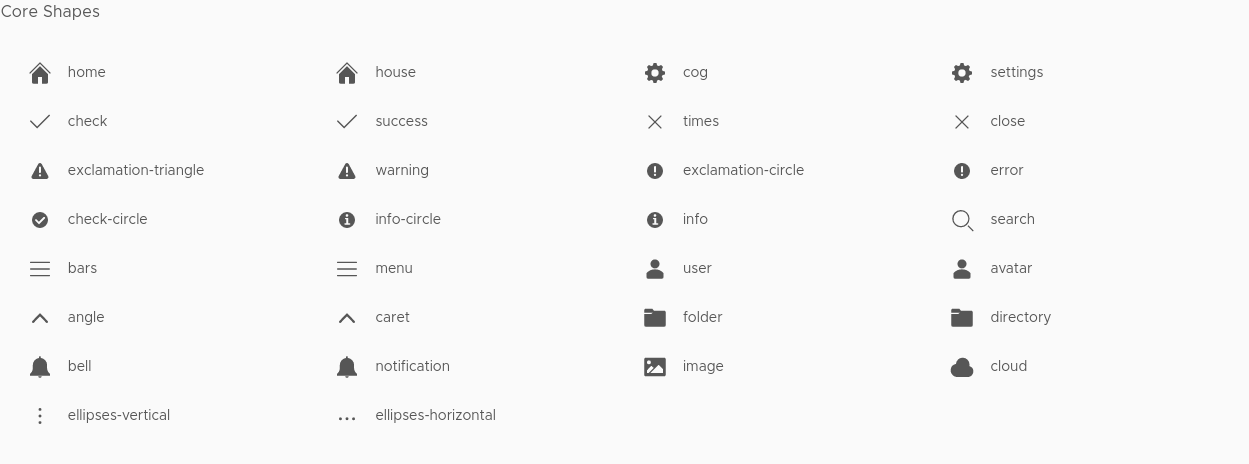 Core Shapes
home house cog settings
check success times close
exclamation-triangle warning exclamation-circle error
check-circle info-circle info search
bars menu user avatar
angle caret folder directory
bell notification image cloud
ellipses-vertical ellipses-horizontal